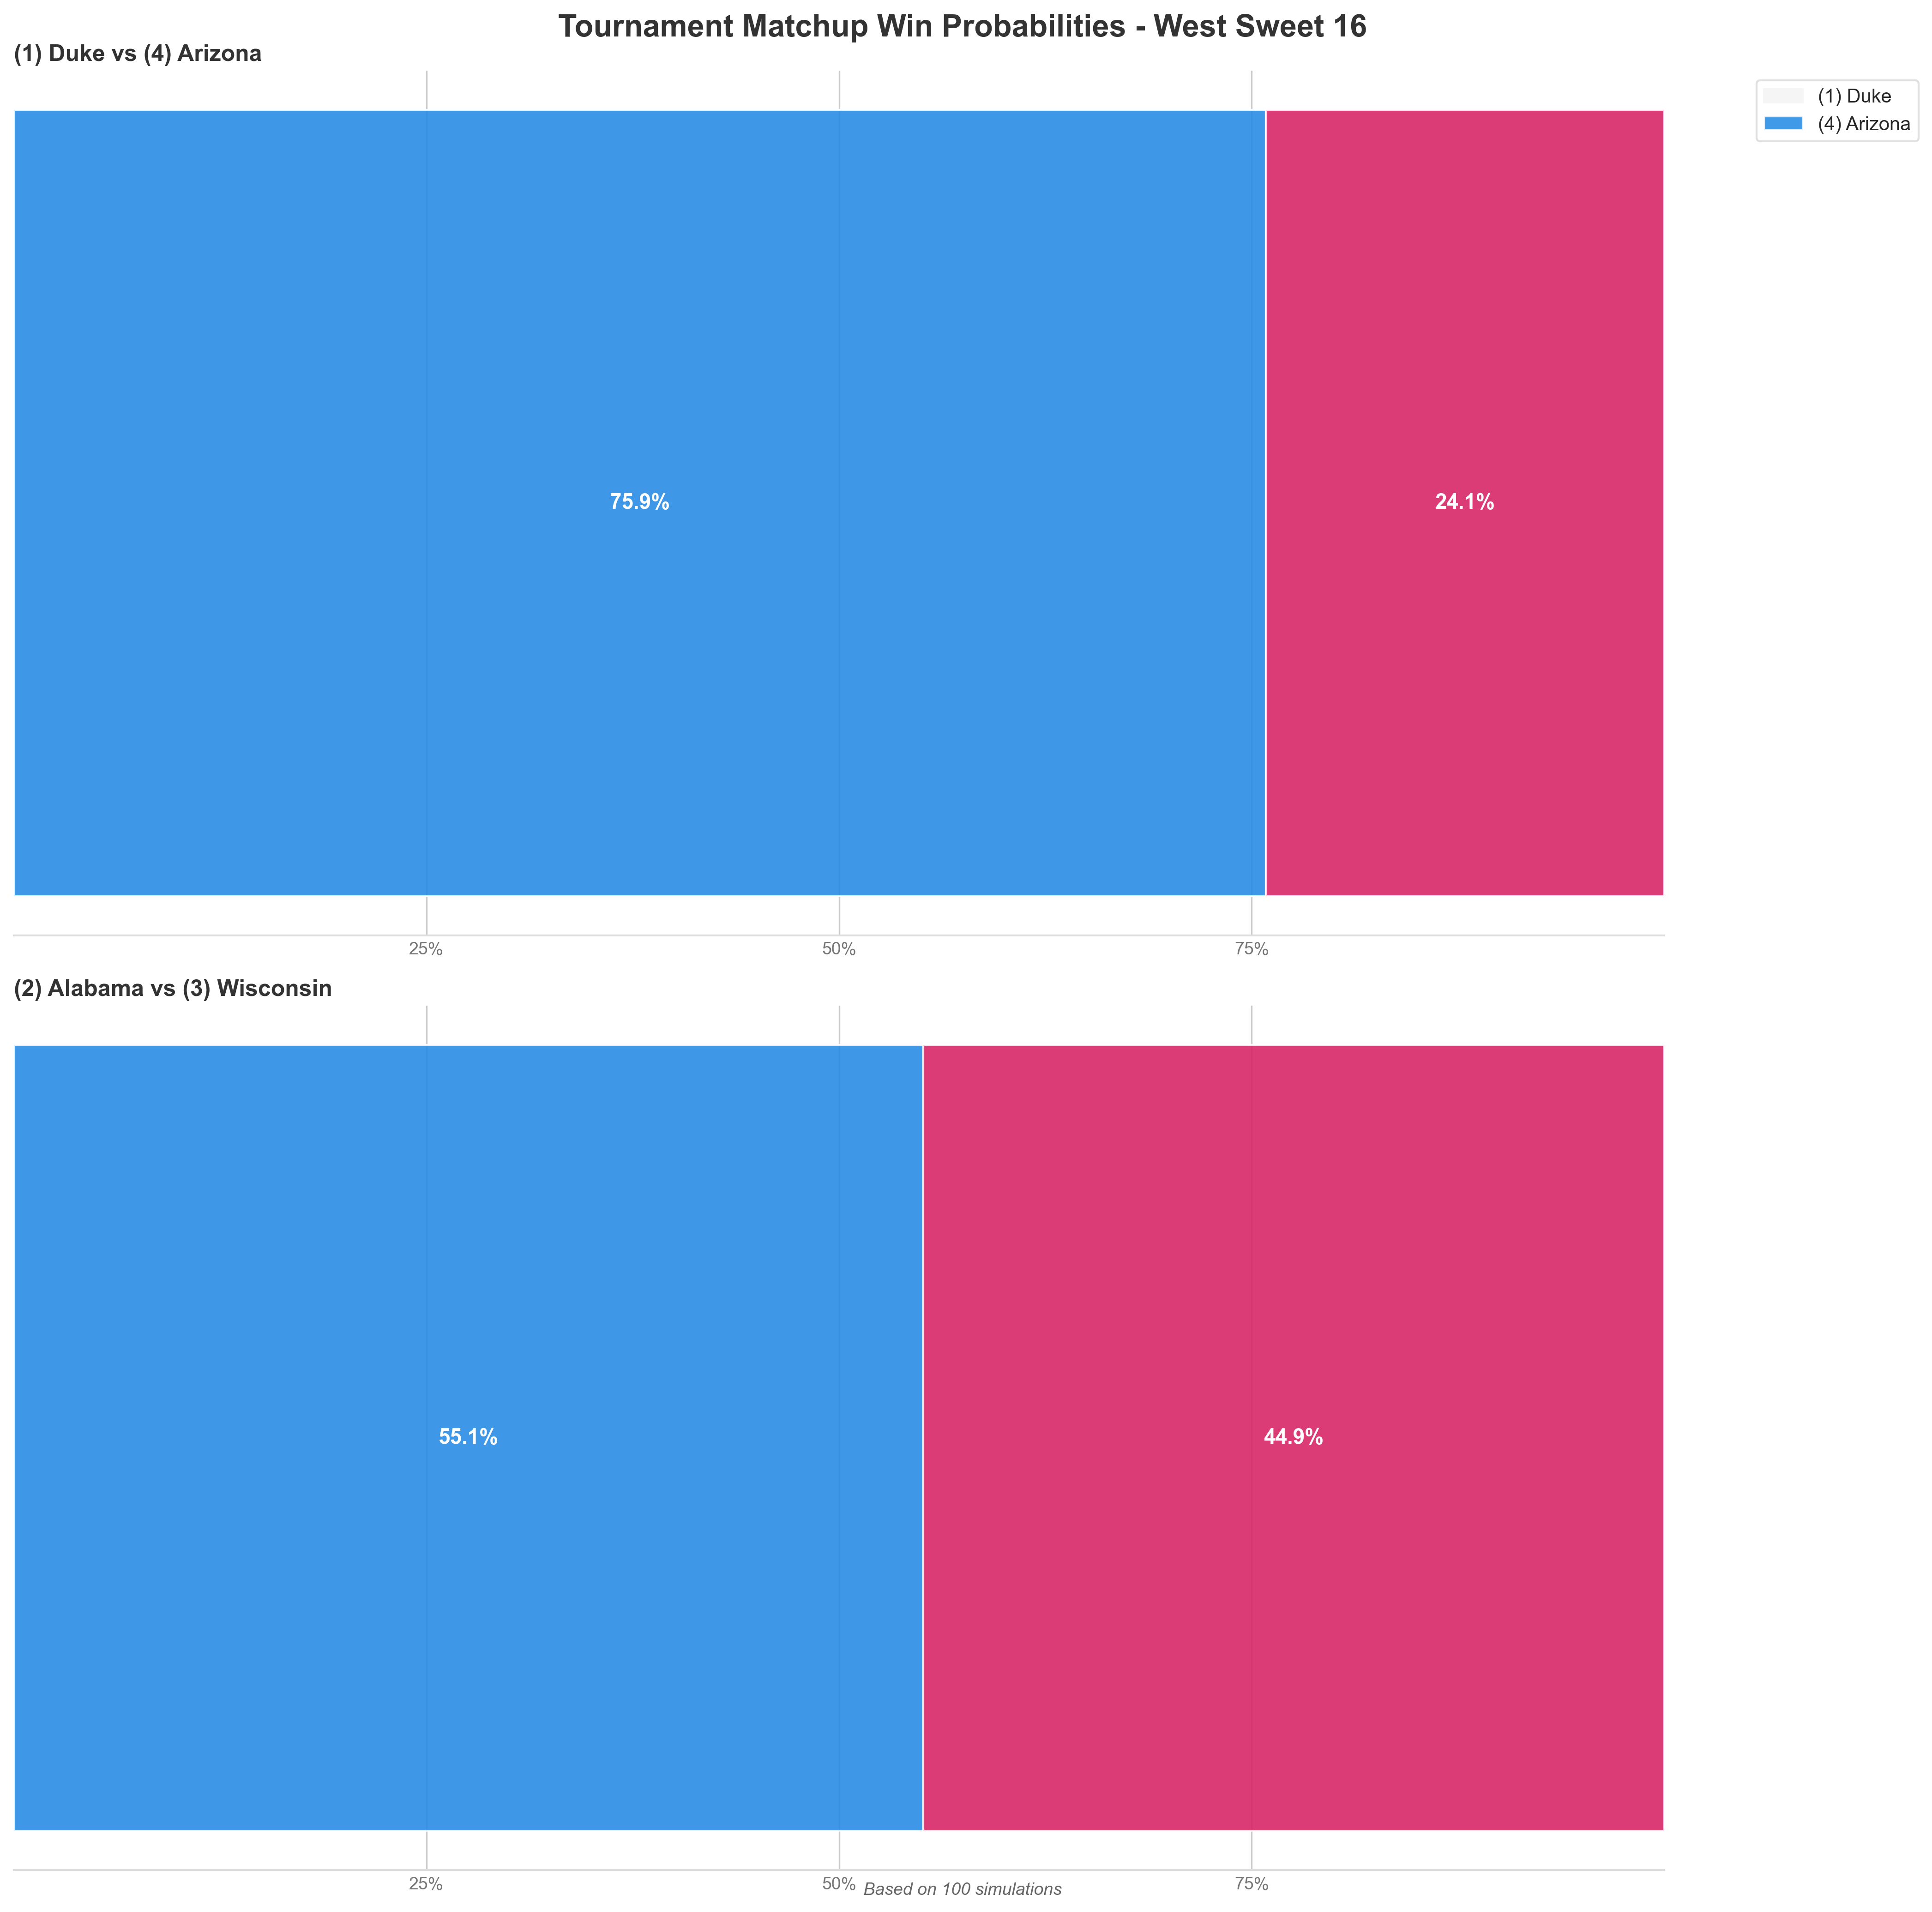 Tournament Matchup Win Probabilities - West Sweet 16
(1) Duke vs (4) Arizona
(1) Duke
(4) Arizona
75.9%
24.1%
25%
50%
75%
(2) Alabama vs (3) Wisconsin
55.1%
44.9%
25%
50%
75%
Based on 100 simulations